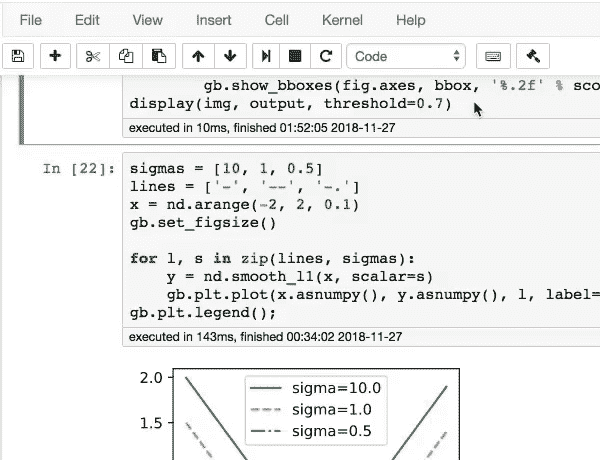 File Edit View Insert Cell Kernel Help
Code
gb.show_bboxes(fig.axes, bbox, '%.2f' % sco
display(img, output, threshold=0.7)
executed in 10ms, finished 01:52:05 2018-11-27
In [22]:
sigmas = [10, 1, 0.5]
lines = ['-', '--', '-.']
x = nd.arange(-2, 2, 0.1)
gb.set_figsize()
for l, s in zip(lines, sigmas):
y = nd.smooth_l1(x, scalar=s)
gb.plt.plot(x.asnumpy(), y.asnumpy(), l, label=
gb.plt.legend();
executed in 143ms, finished 00:34:02 2018-11-27
2.0
sigma=10.0
sigma=1.0
1.5
sigma=0.5